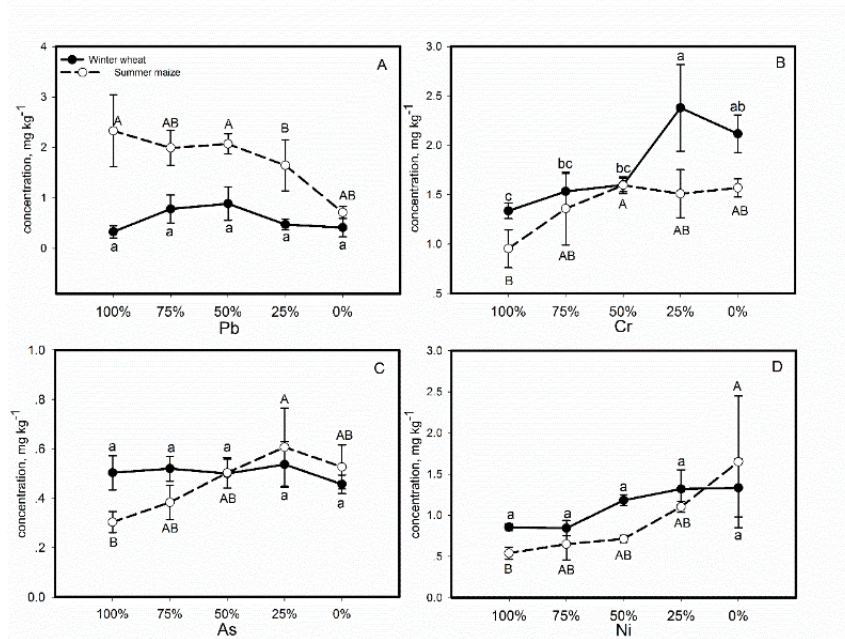 4
3
2
1
0
concentration, mg kg-1
Winter wheat
Summer maize
A
A
AB
A
B
AB
a
a
a
a
a
100%
75%
50%
25%
0%
Pb
3.0
2.5
2.0
1.5
1.0
.5
concentration, mg kg-1
B
a
ab
bc
bc
c
A
AB
AB
AB
B
100%
75%
50%
25%
0%
Cr
1.0
.8
.6
.4
.2
0.0
concentration, mg kg-1
C
A
AB
a
a
a
AB
a
a
AB
B
100%
75%
50%
25%
0%
As
3.0
2.5
2.0
1.5
1.0
.5
0.0
concentration, mg kg-1
D
A
a
a
a
a
AB
a
B
AB
AB
100%
75%
50%
25%
0%
Ni